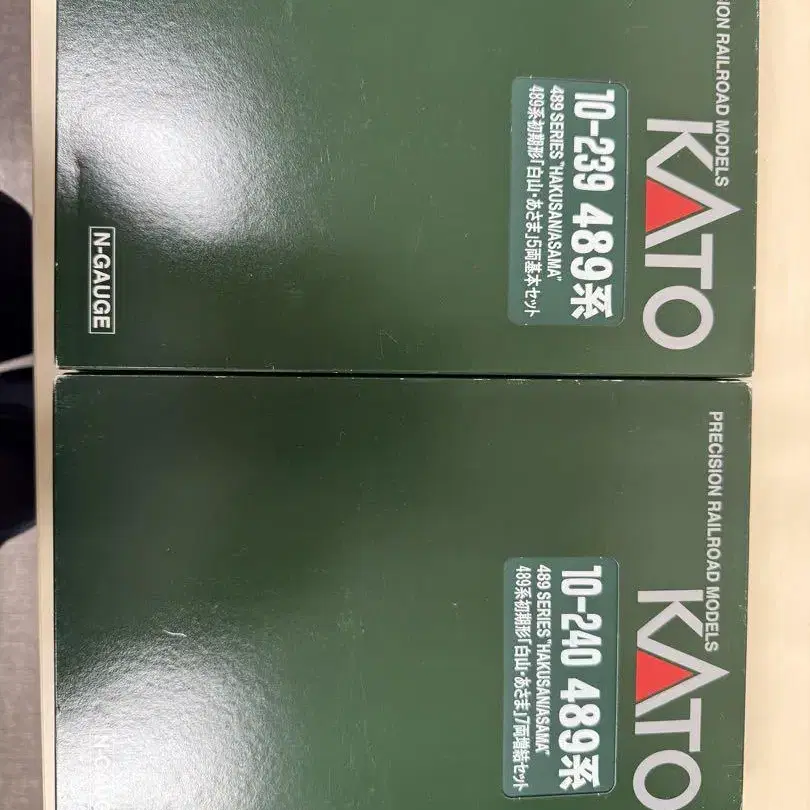 PRECISION RAILROAD MODELS
KATO
10-239 489系
489 SERIES "HAKUSAN/ASAMA"
489系初期形「白山・あさま」5両基本セット
N-GAUGE
PRECISION RAILROAD MODELS
KATO
10-240 489系
489 SERIES "HAKUSAN/ASAMA"
489系初期形「白山・あさま」7両増結セット
N-GAUGE